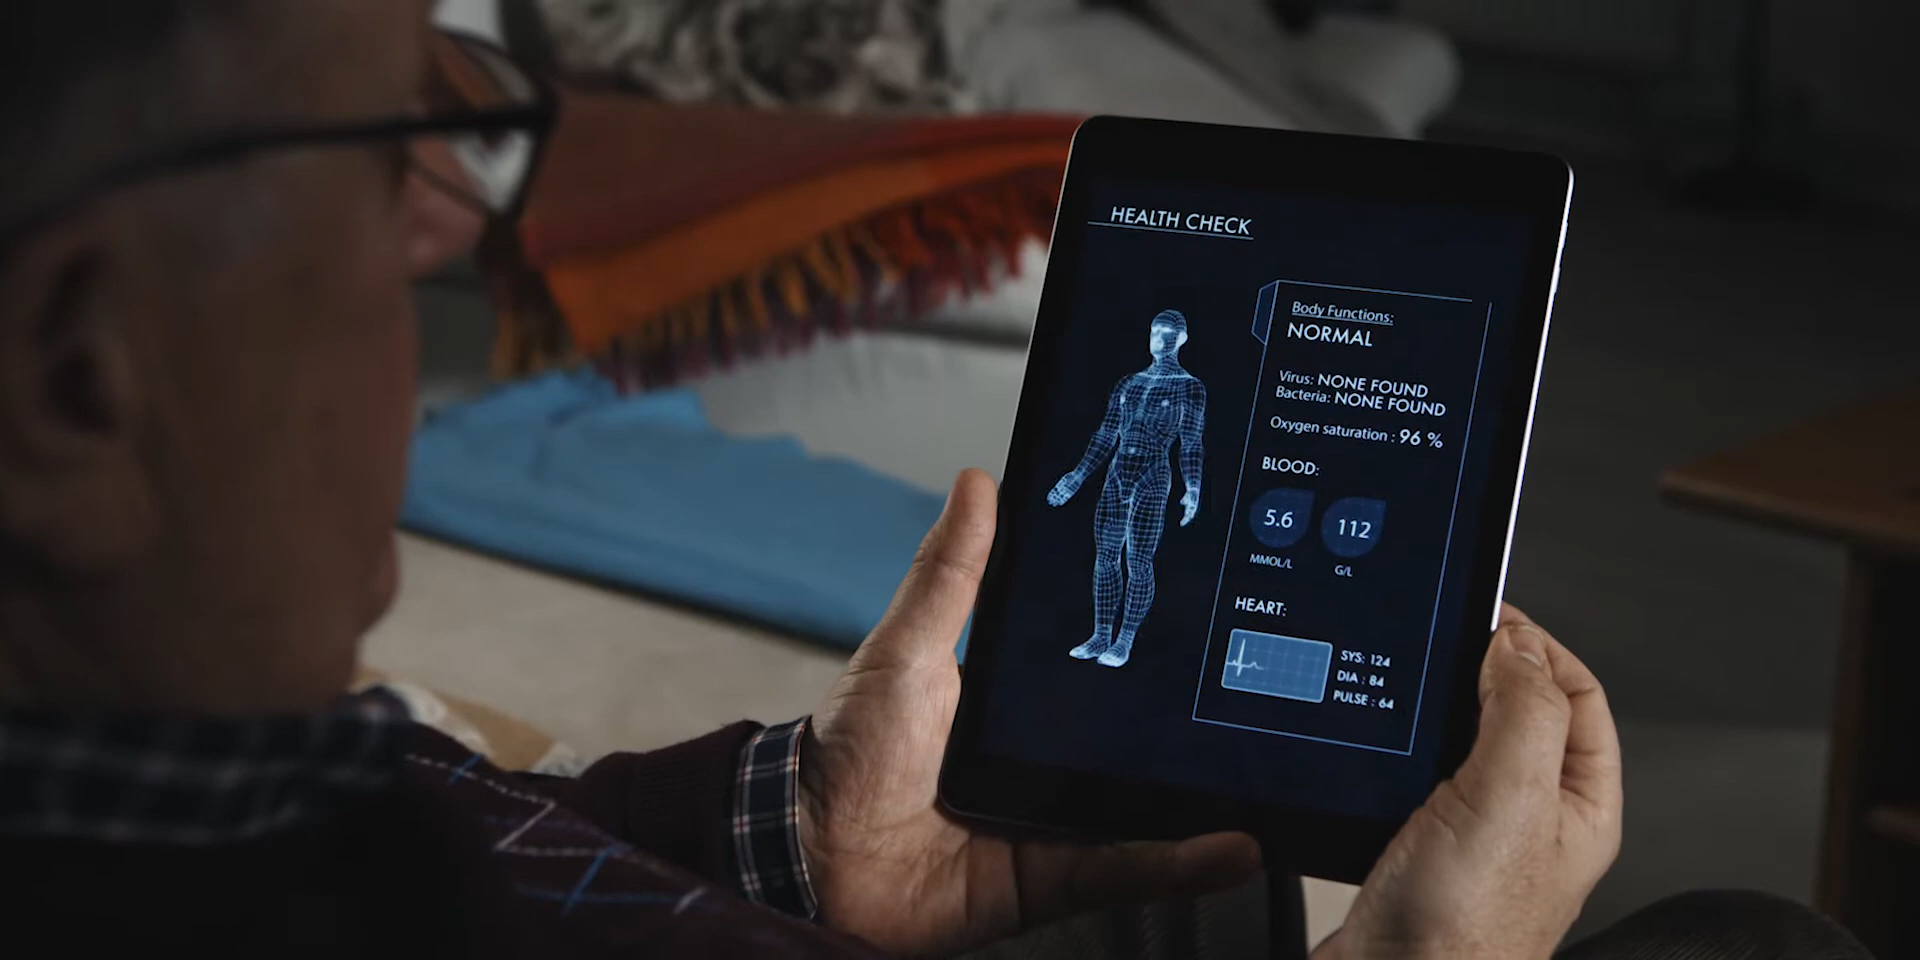 HEALTH CHECK
Body Functions:
NORMAL
Virus: NONE FOUND
Bacteria: NONE FOUND
Oxygen saturation : 96 %
BLOOD:
5.6 112
MMOL/L G/L
HEART:
SYS: 124
DIA : 84
PULSE : 64